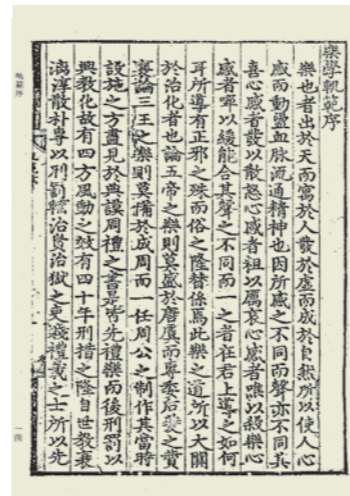 樂學軌範序
樂也者出於天而寓於人發於虛而成於自然所以使人心
感而動盪血脉流通精神也因所感之不同而聲亦不同其
喜心感者發以散怒心感者粗以厲哀心感者噍以殺樂心
感者嘽以緩能合其聲之不同而一之者在君上導之如何
耳所導有正邪之殊而俗之隆替係焉此樂之道所以大關
於治化者也論五帝之樂則莫盛於唐虞而專委后夔之賛
襄論三王之樂則莫備於成周而一任周公之制作其當時
設施之方盡見於典謨周禮之書是皆先禮樂而後刑罰以
興教化故有四方風動之效有四十年刑措之隆自世教衰
漓淳散朴專以刑罰治貴治獄之吏禮義之士所以先
軌範序